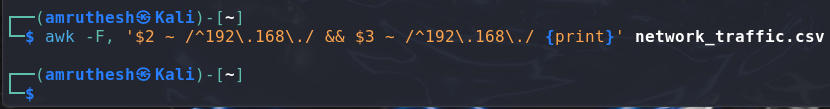 ┌──(amruthesh㉿Kali)-[~]
└─$ awk -F, '$2 ~ /^192\.168\./ && $3 ~ /^192\.168\./ {print}' network_traffic.csv
┌──(amruthesh㉿Kali)-[~]
└─$